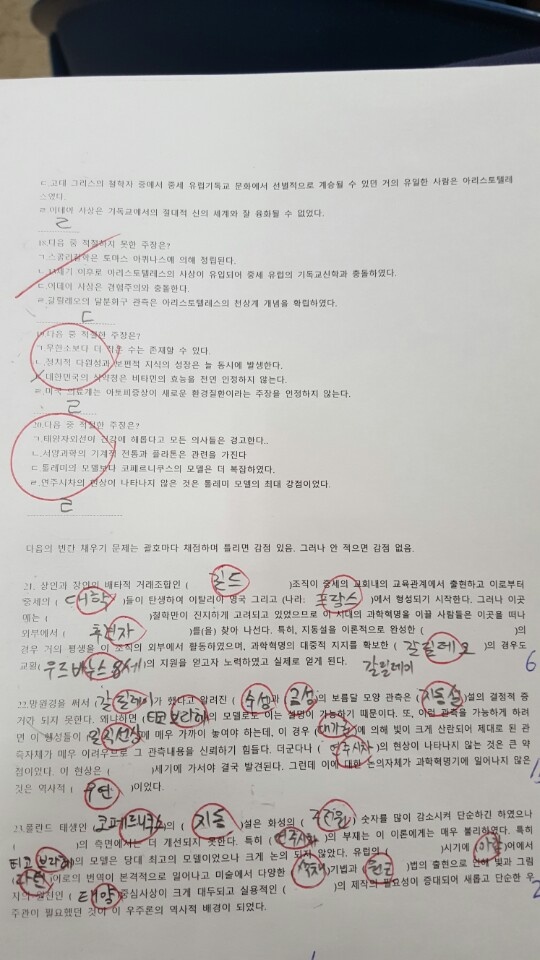 ㄷ.고대 그리스의 철학자 중에서 중세 유럽기독교 문화에서 선별적으로 계승될 수 있던 거의 유일한 사람은 아리스토텔레
스였다.
ㄹ.이데아 사상은 기독교에서의 절대적 신의 세계와 잘 융화될 수 없었다.
ㄹ
18.다음 중 적절하지 못한 주장은?
ㄱ.스콜라철학은 토마스 아퀴나스에 의해 정립된다.
이후로 아리스토텔레스의 사상이 유입되어 중세 유럽의 기독교신학과 충돌하였다.
ㄷ.이데아 사상은 경험주의와 충돌한다.
ㄹ.갈릴레오의 달분화구 관측은 아리스토텔레스의 천상계 개념을 확립하였다.
ㄷ
19.다음 중 적절한 주장은?
ㄱ.무한소보다 더 작은 수는 존재할 수 있다.
ㄴ.정치적 다원성과 보편적 지식의 성장은 늘 동시에 발생한다.
ㄷ.대한민국의 식약청은 비타민의 효능을 전면 인정하지 않는다.
ㄹ.미국 의료계는 아토피증상이 새로운 환경질환이라는 주장을 인정하지 않는다.
ㄹ
20.다음 중 적절한 주장은?
ㄱ.태양자외선이 건강에 해롭다고 모든 의사들은 경고한다..
ㄴ.서양과학의 기계적 전통과 플라톤은 관련을 가진다
ㄷ 톨레미의 모델보다 코페르니쿠스의 모델은 더 복잡하였다.
ㄹ.연주시차의 현상이 나타나지 않은 것은 톨레미 모델의 최대 강점이었다.
ㄹ
다음의 빈칸 채우기 문제는 괄호마다 채점하며 틀리면 감점 있음. 그러나 안 적으면 감점 없음.
21. 상인과 장인의 배타적 거래조합인 ( 길드 )조직이 중세의 교회내의 교육관계에서 출현하고 이로부터
중세의 ( 대학 )들이 탄생하여 이탈리아 영국 그리고 (나라: 프랑스 )에서 형성되기 시작한다. 그러나 이곳
에는 ( )철학만이 진지하게 고려되고 있었으므로 이 시대의 과학혁명을 이끌 사람들은 이곳을 떠나
외부에서 ( 후원자 )를(을) 찾아 나선다. 특히, 지동설을 이론적으로 완성한 ( )의
경우 거의 평생을 이 조직의 외부에서 활동하였으며, 과학혁명의 대중적 지지를 확보한 ( 갈릴레오 )의 경우도
교황( 우르바누스 8세 )의 지원을 얻고자 노력하였고 실제로 얻게 된다. 갈릴레이
6
22.망원경을 써서 ( 갈릴레이 )가 했다고 알려진 ( 수성 )과 ( 금성 )의 보름달 모양 관측은 ( 지동설 )설의 결정적 증
거라 되지 못한다. 왜냐하면 ( 티코브라헤 )의 모델로도 이는 설명이 가능하기 때문이다. 또, 이런 관측을 가능하게 하려
면 이 현상들이 ( )에 매우 가까이 놓여야 하는데, 이 경우 ( 대기 )에 의해 빛이 크게 산란되어 제대로 된 관
측자체가 매우 어려우므로 그 관측내용을 신뢰하기 힘들다. 더군다나 ( 연주시차 )의 현상이 나타나지 않는 것은 큰 약
점이었다. 이 현상은 ( )세기에 가서야 결국 발견된다. 그런데 이에 대한 논의자체가 과학혁명기에 일어나지 않은
것은 역사적 ( 우연 )이었다.
23.폴란드 태생인 ( 코페르니쿠스 )의 ( 지동 )설은 화성의 ( 주전원 ) 숫자를 많이 감소시켜 단순하긴 하였으나
( )의 측면에서는 더 개선되지 못한다. 특히 ( 연주시차 )의 부재는 이 이론에게는 매우 불리하였다. 특히
( 티코브라헤 )의 모델은 당대 최고의 모델이었으나 크게 논의 되지 않았다. 유럽의 ( )시기에 ( 아랍 )어에서
( 라틴 )어로의 번역이 본격적으로 일어나고 미술에서 다양한 ( )기법과 ( 원근 )법의 출현으로 인해 빛과 그림
자의 원천인 ( 태양 )중심사상이 크게 대두되고 실용적인 ( )의 제작의 필요성이 증대되어 새롭고 단순한 우
주관이 필요했던 것이 이 우주론의 역사적 배경이 되었다.